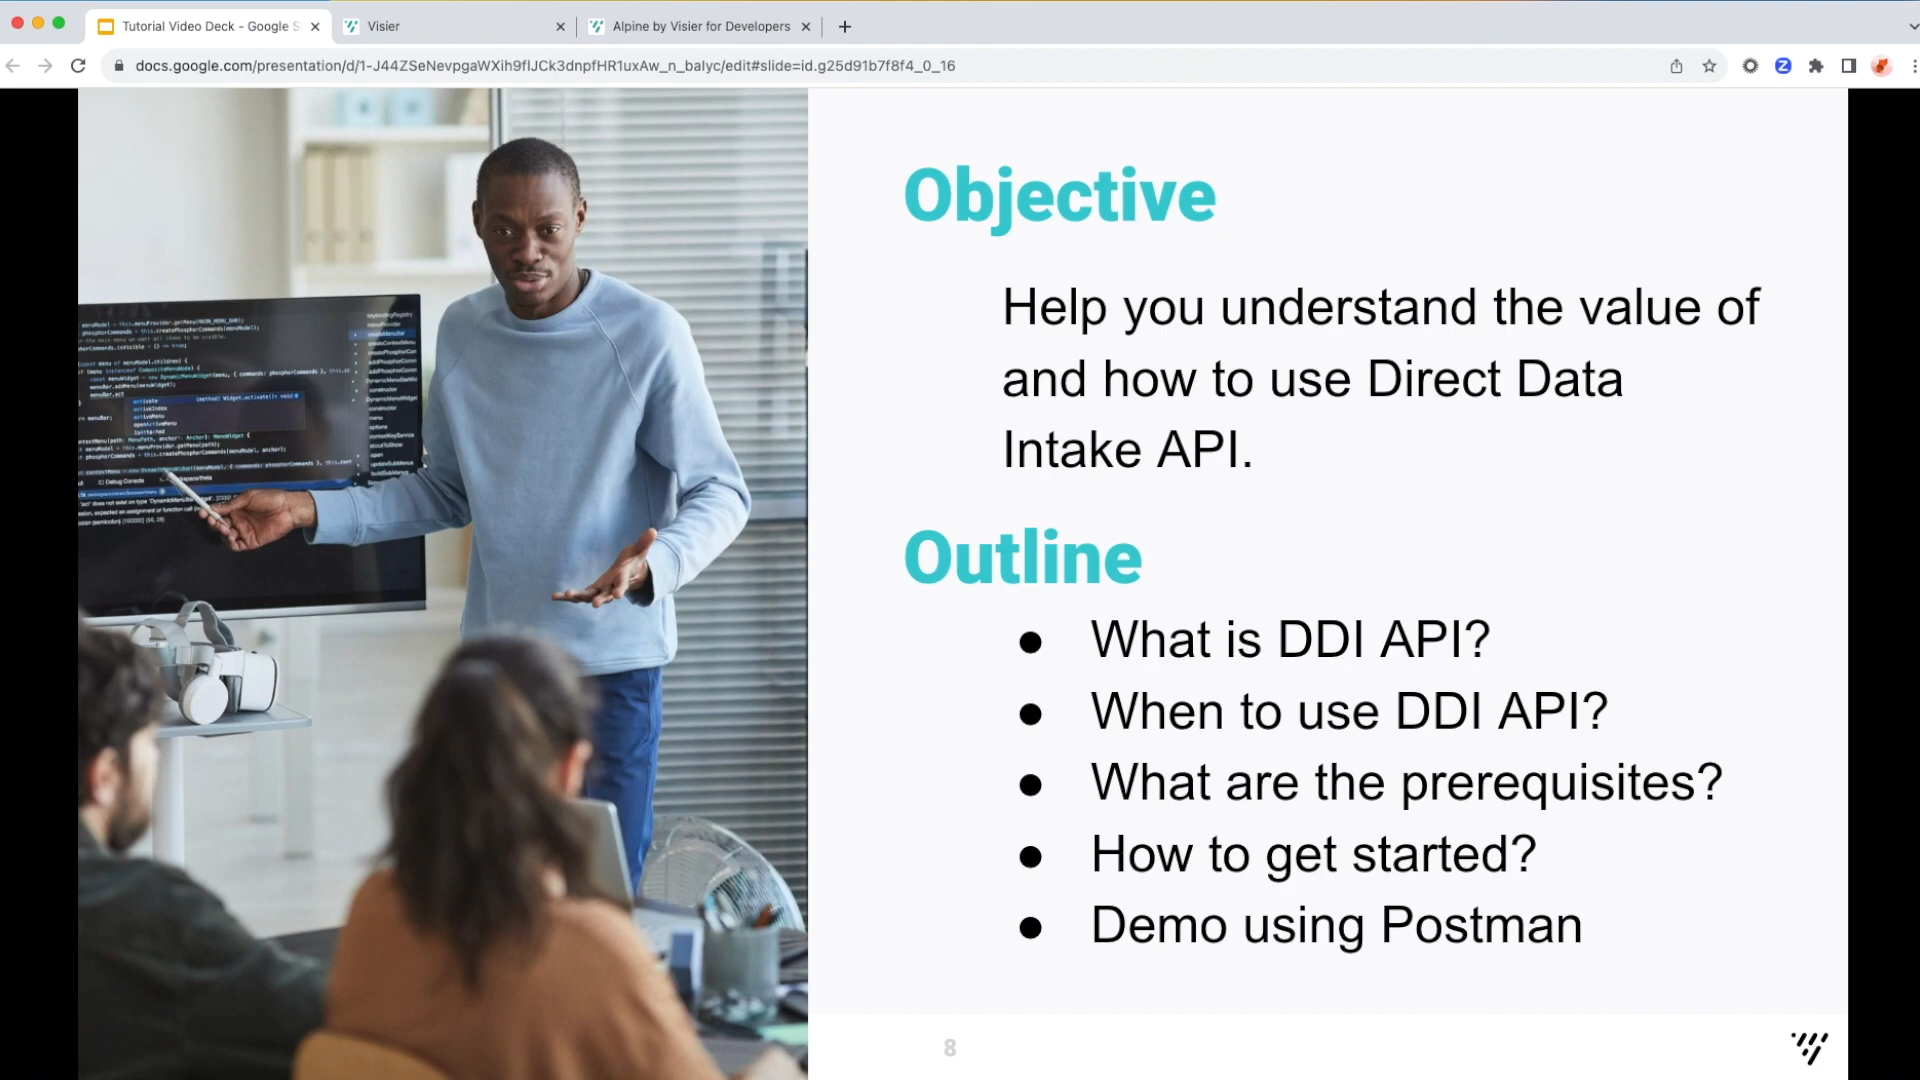 Tutorial Video Deck - Google S
Visier
Alpine by Visier for Developers
docs.google.com/presentation/d/1-J44ZSeNevpgaWXih9flJCk3dnpfHR1uxAw_n_balyc/edit#slide=id.g25d91b7f8f4_0_16
Objective
Help you understand the value of
and how to use Direct Data
Intake API.
Outline
● What is DDI API?
● When to use DDI API?
● What are the prerequisites?
● How to get started?
● Demo using Postman
8